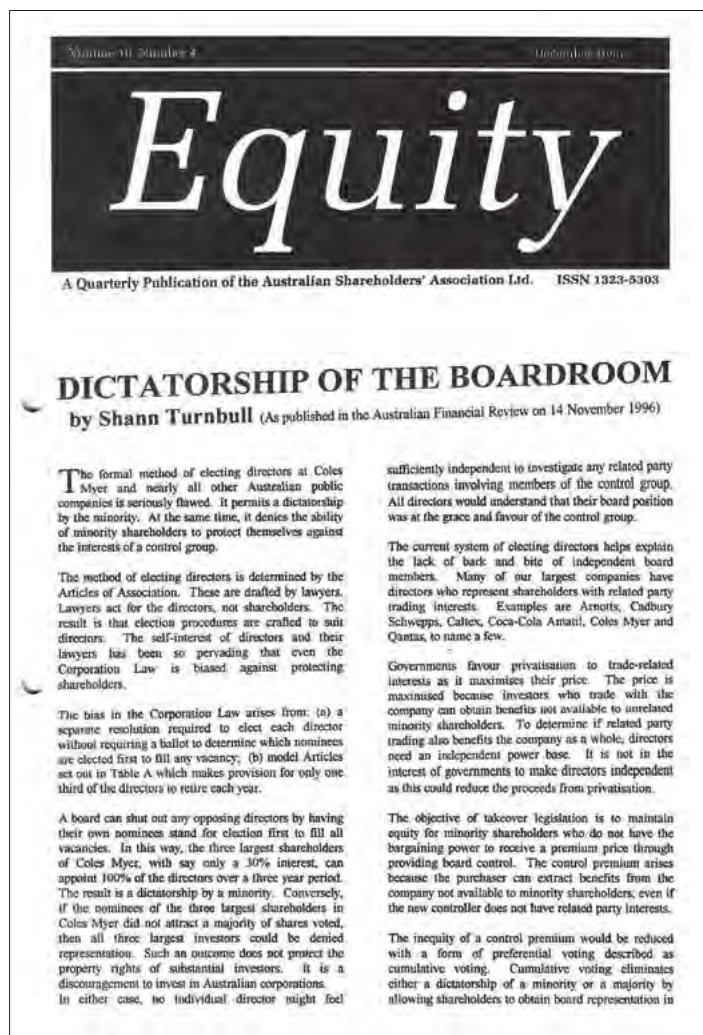 Volume 10, Number 4
December
Equity
A Quarterly Publication of the Australian Shareholders' Association Ltd. ISSN 1323-5303
DICTATORSHIP OF THE BOARDROOM
by Shann Turnbull (As published in the Australian Financial Review on 14 November 1996)
The formal method of electing directors at Coles
Myer and nearly all other Australian public
companies is seriously flawed. It permits a dictatorship
by the minority. At the same time, it denies the ability
of minority shareholders to protect themselves against
the interests of a control group.
The method of electing directors is determined by the
Articles of Association. These are drafted by lawyers.
Lawyers act for the directors, not shareholders. The
result is that election procedures are crafted to suit
directors. The self-interest of directors and their
lawyers has been so pervading that even the
Corporation Law is biased against protecting
shareholders.
The bias in the Corporation Law arises from: (a) a
separate resolution required to elect each director
without requiring a ballot to determine which nominees
are elected first to fill any vacancy; (b) model Articles
set out in Table A which makes provision for only one
third of the directors to retire each year.
A board can shut out any opposing directors by having
their own nominees stand for election first to fill all
vacancies. In this way, the three largest shareholders
of Coles Myer, with say only a 30% interest, can
appoint 100% of the directors over a three year period.
The result is a dictatorship by a minority. Conversely,
if the nominees of the three largest shareholders in
Coles Myer did not attract a majority of shares voted,
then all three largest investors could be denied
representation. Such an outcome does not protect the
property rights of substantial investors. It is a
discouragement to invest in Australian corporations.
In either case, no individual director might feel
sufficiently independent to investigate any related party
transactions involving members of the control group.
All directors would understand that their board position
was at the grace and favour of the control group.
The current system of electing directors helps explain
the lack of bark and bite of independent board
members. Many of our largest companies have
directors who represent shareholders with related party
trading interests. Examples are Arnotts, Cadbury
Schwepps, Caltex, Coca-Cola Amatil, Coles Myer and
Qantas, to name a few.
Governments favour privatisation to trade-related
interests as it maximises their price. The price is
maximised because investors who trade with the
company can obtain benefits not available to unrelated
minority shareholders. To determine if related party
trading also benefits the company as a whole, directors
need an independent power base. It is not in the
interest of governments to make directors independent
as this could reduce the proceeds from privatisation.
The objective of takeover legislation is to maintain
equity for minority shareholders who do not have the
bargaining power to receive a premium price through
providing board control. The control premium arises
because the purchaser can extract benefits from the
company not available to minority shareholders, even if
the new controller does not have related party interests.
The inequity of a control premium would be reduced
with a form of preferential voting described as
cumulative voting. Cumulative voting eliminates
either a dictatorship of a minority or a majority by
allowing shareholders to obtain board representation in